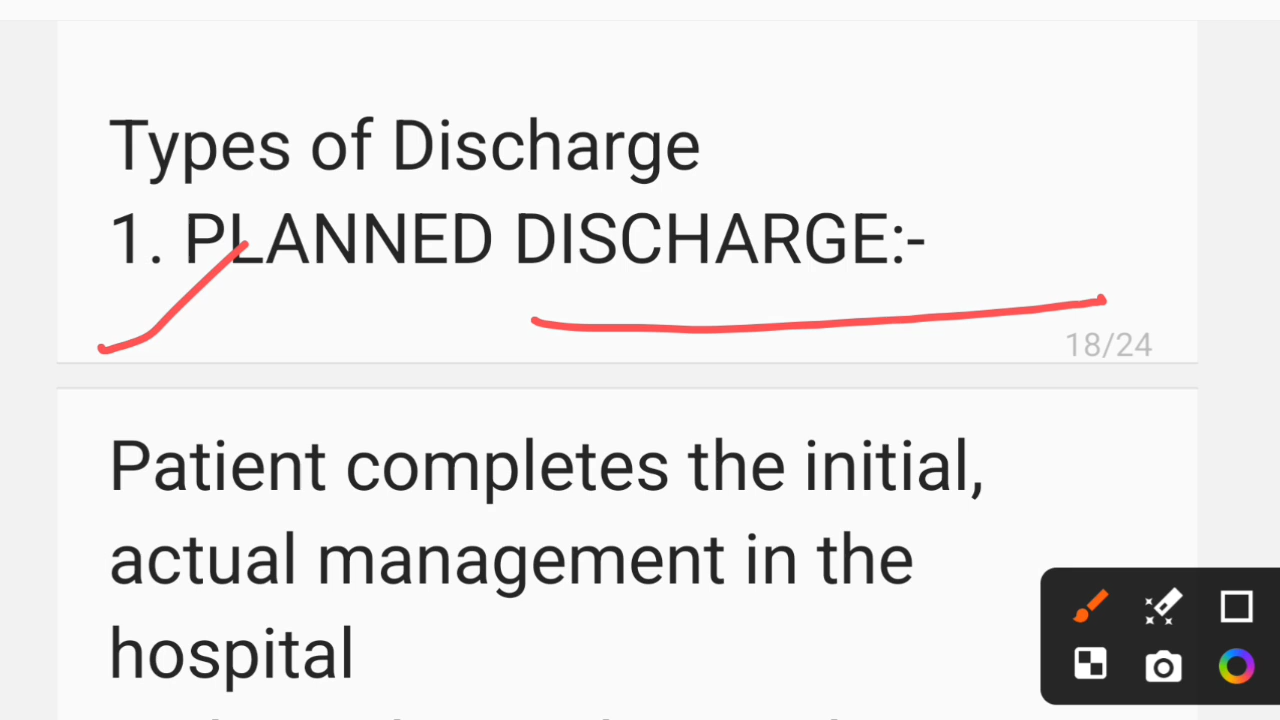 Types of Discharge
1. PLANNED DISCHARGE:-
18/24
Patient completes the initial,
actual management in the
hospital